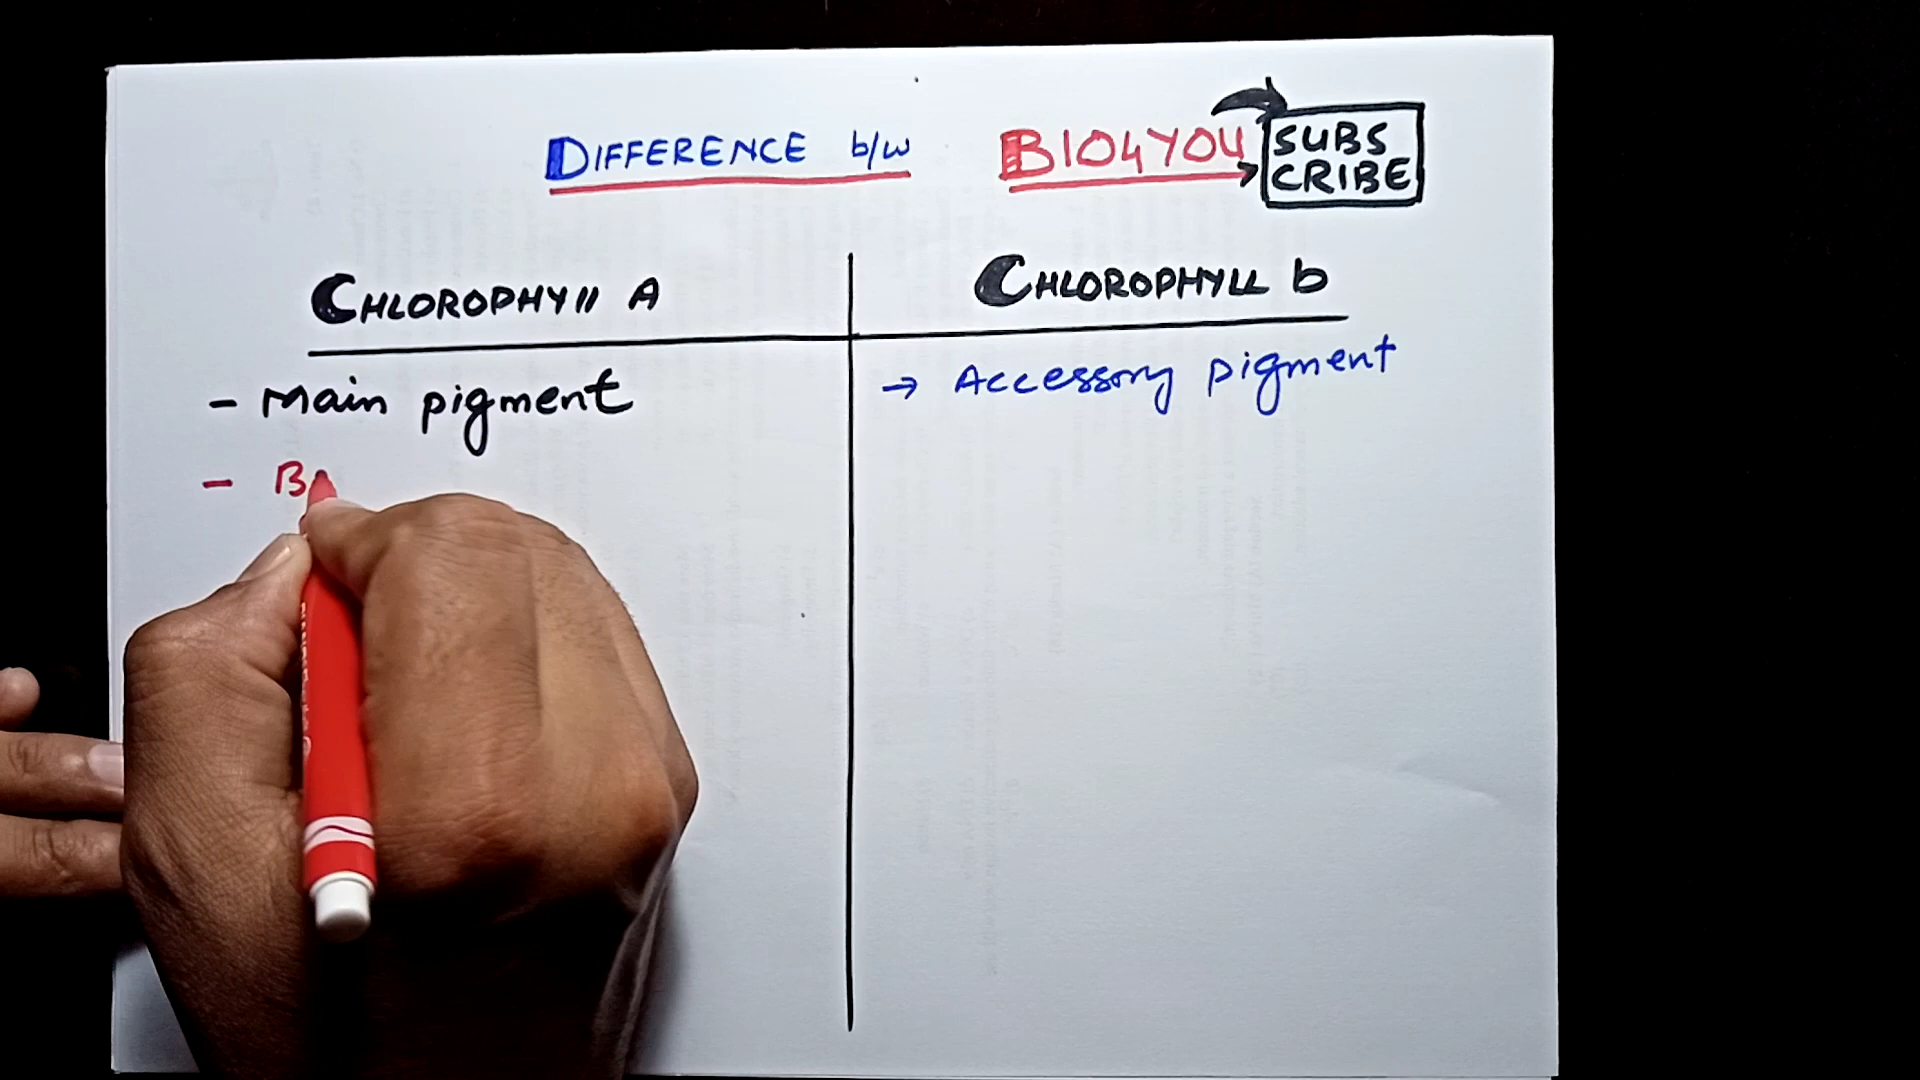 DIFFERENCE b/w BIO4YOU SUBS
CRIBE
CHLOROPHYll A
CHLOROPHYLL b
- Main pigment
→ Accessory pigment
- B